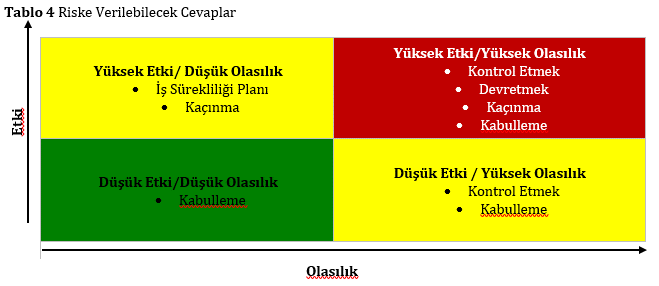 Tablo 4 Riske Verilebilecek Cevaplar
Yüksek Etki/ Düşük Olasılık
• İş Sürekliliği Planı
• Kaçınma
Yüksek Etki/Yüksek Olasılık
• Kontrol Etmek
• Devretmek
• Kaçınma
• Kabulleme
Etki
Düşük Etki/Düşük Olasılık
• Kabulleme
Düşük Etki / Yüksek Olasılık
• Kontrol Etmek
• Kabulleme
Olasılık